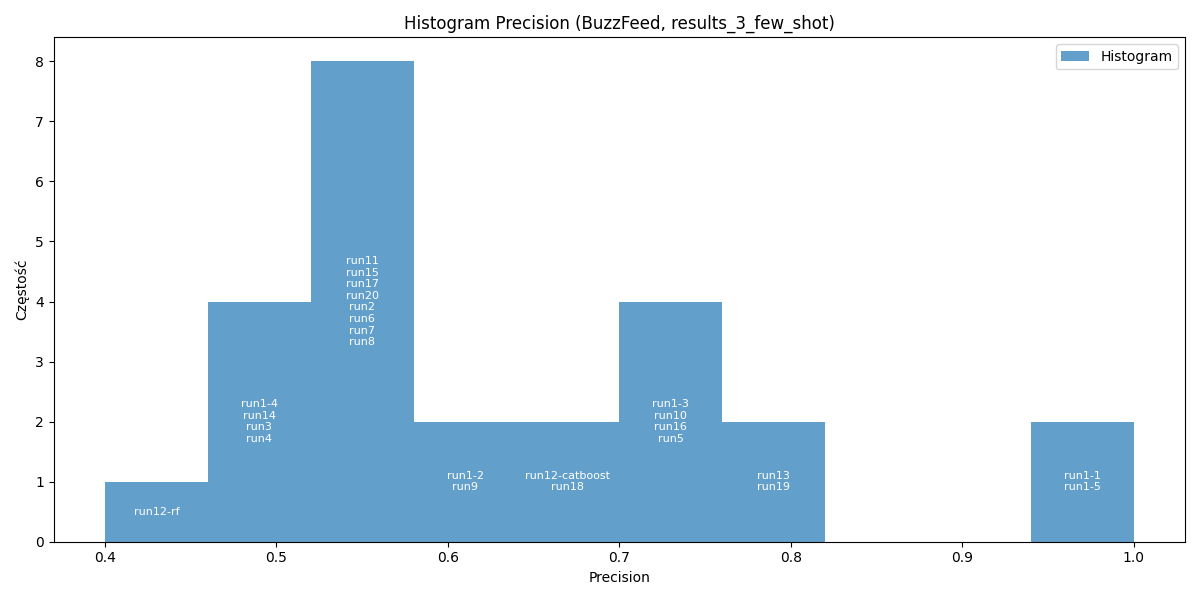 Histogram Precision (BuzzFeed, results_3_few_shot)
Histogram
Częstość
8
7
6
5
4
3
2
1
0
run12-rf
run1-4
run14
run3
run4
run11
run15
run17
run20
run2
run6
run7
run8
run1-2
run9
run12-catboost
run18
run1-3
run10
run16
run5
run13
run19
run1-1
run1-5
0.4
0.5
0.6
0.7
0.8
0.9
1.0
Precision